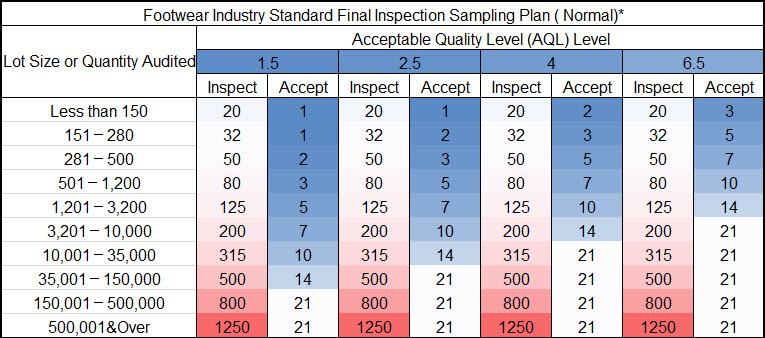 Footwear Industry Standard Final Inspection Sampling Plan ( Normal)*
Lot Size or Quantity Audited
Acceptable Quality Level (AQL) Level
1.5 2.5 4 6.5
Inspect Accept Inspect Accept Inspect Accept Inspect Accept
Less than 150 20 1 20 1 20 2 20 3
151－280 32 1 32 2 32 3 32 5
281－500 50 2 50 3 50 5 50 7
501－1,200 80 3 80 5 80 7 80 10
1,201－3,200 125 5 125 7 125 10 125 14
3,201－10,000 200 7 200 10 200 14 200 21
10,001－35,000 315 10 315 14 315 21 315 21
35,001－150,000 500 14 500 21 500 21 500 21
150,001－500,000 800 21 800 21 800 21 800 21
500,001&Over 1250 21 1250 21 1250 21 1250 21